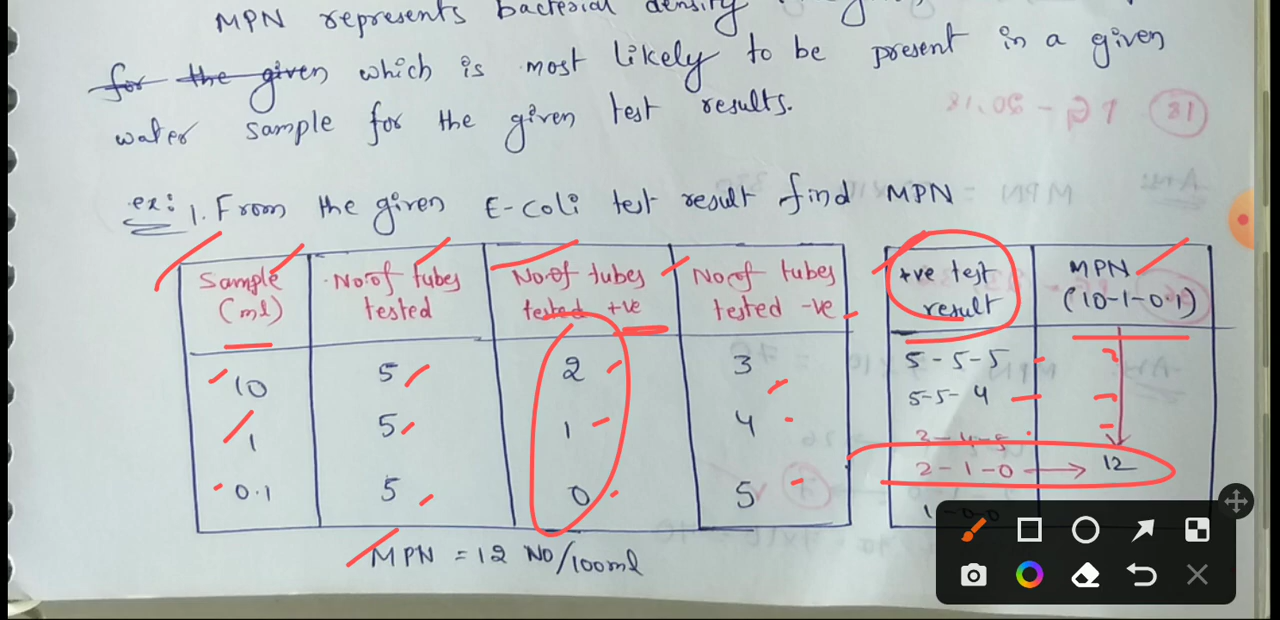 MPN represents bacterial density
for the given which is most likely to be present in a given
water sample for the given test results.
ex: 1. From the given E-Coli test result find MPN
Sample (ml) No.of tubes tested No.of tubes tested +ve No.of tubes tested -ve
10 5 2 3
1 5 1 4
0.1 5 0 5
+ve test result MPN (10-1-0.1)
5-5-5
5-5-4
2-1-0 → 12
MPN = 12 NO/100ml